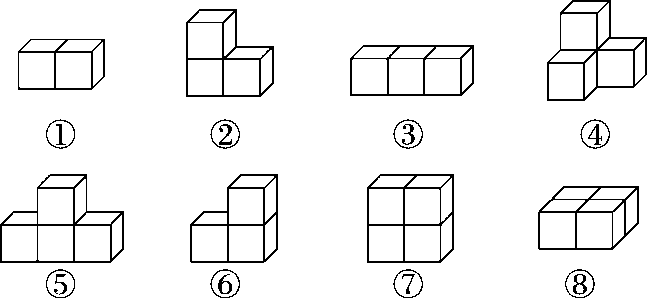 ① ② ③ ④
⑤ ⑥ ⑦ ⑧